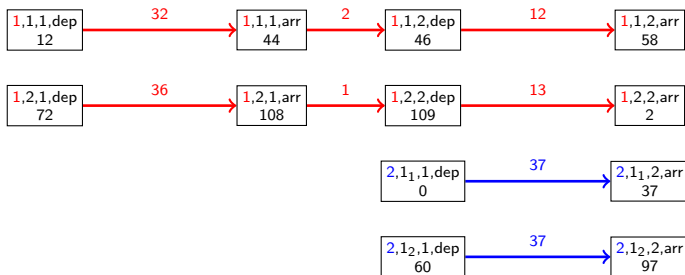 32 2 12
1,1,1,dep 1,1,1,arr 1,1,2,dep 1,1,2,arr
12 44 46 58
36 1 13
1,2,1,dep 1,2,1,arr 1,2,2,dep 1,2,2,arr
72 108 109 2
37
2,1₁,1,dep 2,1₁,2,arr
0 37
37
2,1₂,1,dep 2,1₂,2,arr
60 97